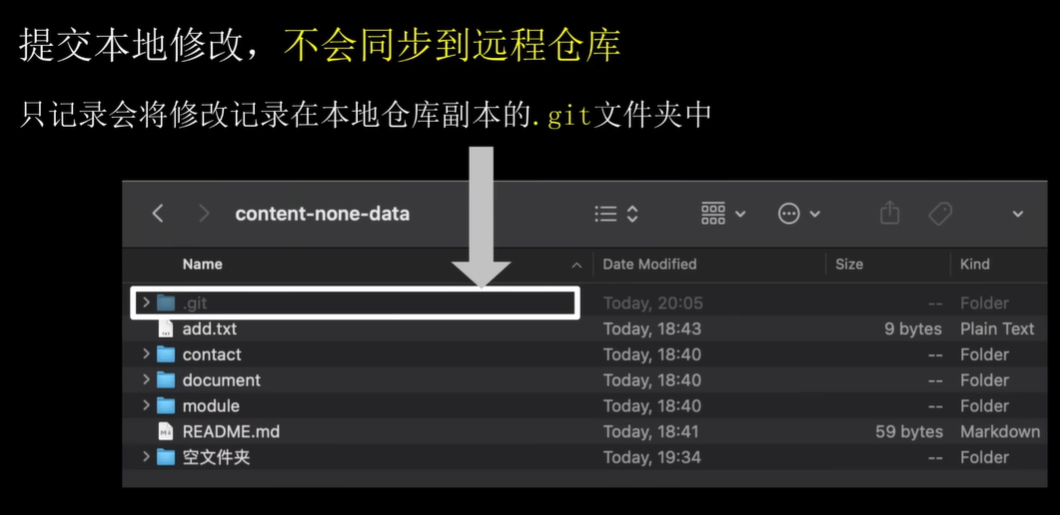 提交本地修改，不会同步到远程仓库
只记录会将修改记录在本地仓库副本的.git文件夹中
content-none-data
Name Date Modified Size Kind
.git Today, 20:05 -- Folder
add.txt Today, 18:43 9 bytes Plain Text
contact Today, 18:40 -- Folder
document Today, 18:40 -- Folder
module Today, 18:40 -- Folder
README.md Today, 18:41 59 bytes Markdown
空文件夹 Today, 19:34 -- Folder